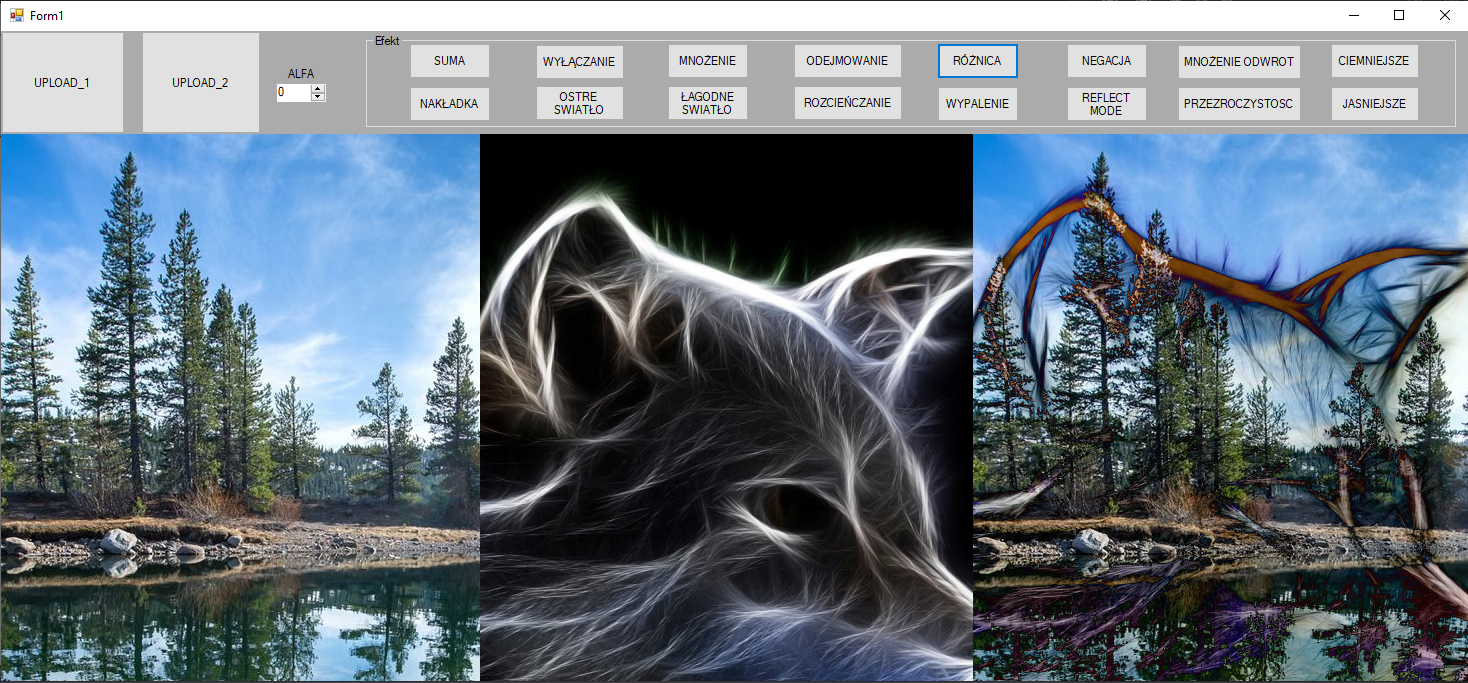 Form1
UPLOAD_1
UPLOAD_2
ALFA
0
Efekt
SUMA
WYŁĄCZANIE
MNOŻENIE
ODEJMOWANIE
RÓŻNICA
NEGACJA
MNOŻENIE ODWROT
CIEMNIEJSZE
NAKŁADKA
OSTRE
SWIATŁO
ŁAGODNE
SWIATŁO
ROZCIEŃCZANIE
WYPALENIE
REFLECT
MODE
PRZEZROCZYSTOSC
JASNIEJSZE